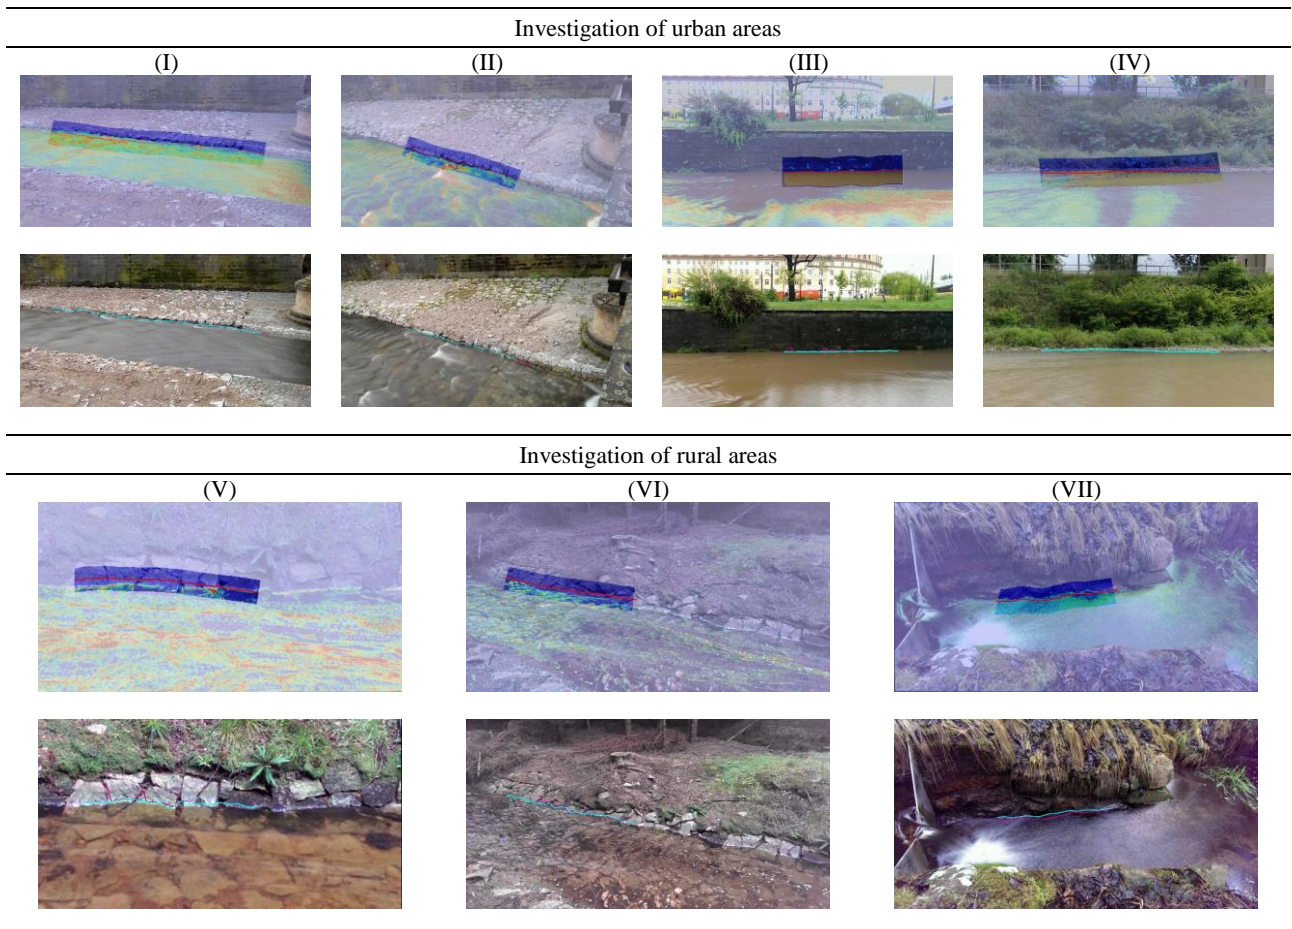 Investigation of urban areas
(I) (II) (III) (IV)
Investigation of rural areas
(V) (VI) (VII)